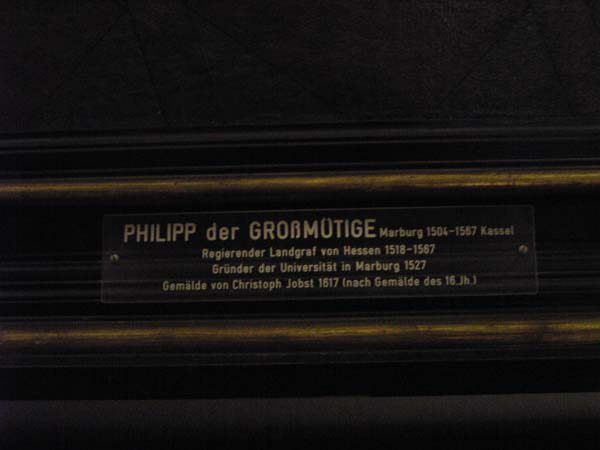 PHILIPP der GROẞMÜTIGE Marburg 1504-1567 Kassel
Regierender Landgraf von Hessen 1518-1567
Gründer der Universität in Marburg 1527
Gemälde von Christoph Jobst 1617 (nach Gemälde des 16.Jh.)